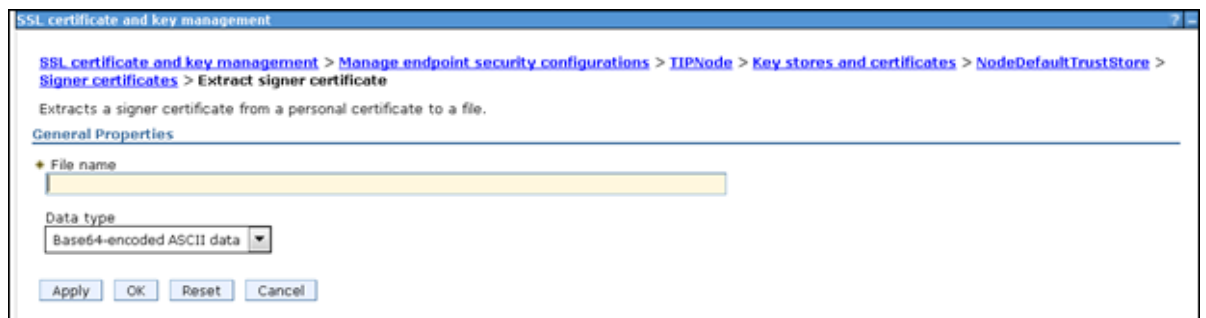 SSL certificate and key management ? -
SSL certificate and key management > Manage endpoint security configurations > TIPNode > Key stores and certificates > NodeDefaultTrustStore >
Signer certificates > Extract signer certificate
Extracts a signer certificate from a personal certificate to a file.
General Properties
File name
Data type
Base64-encoded ASCII data
Apply OK Reset Cancel